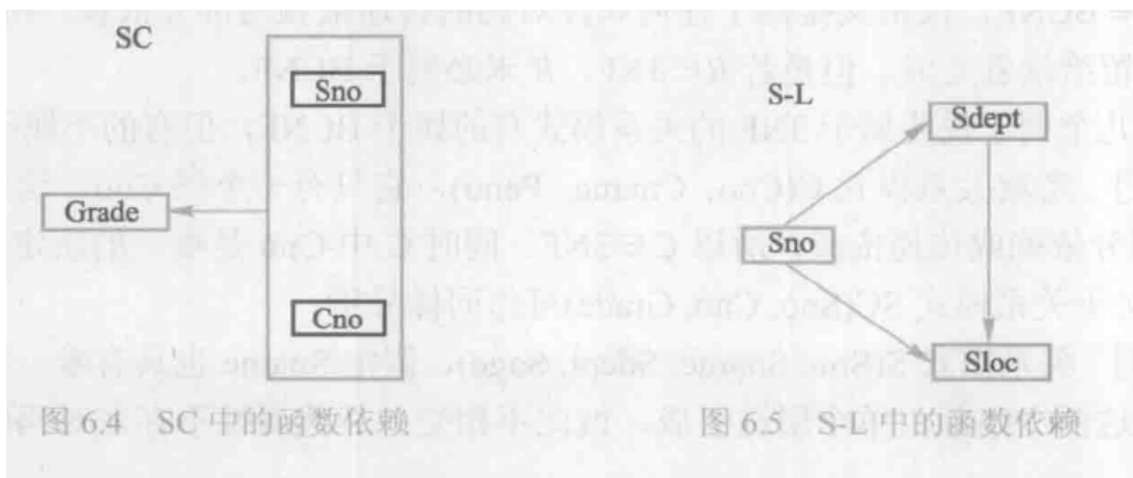 SC
Sno
Grade
Cno
图 6.4 SC 中的函数依赖
S-L
Sdept
Sno
Sloc
图 6.5 S-L 中的函数依赖